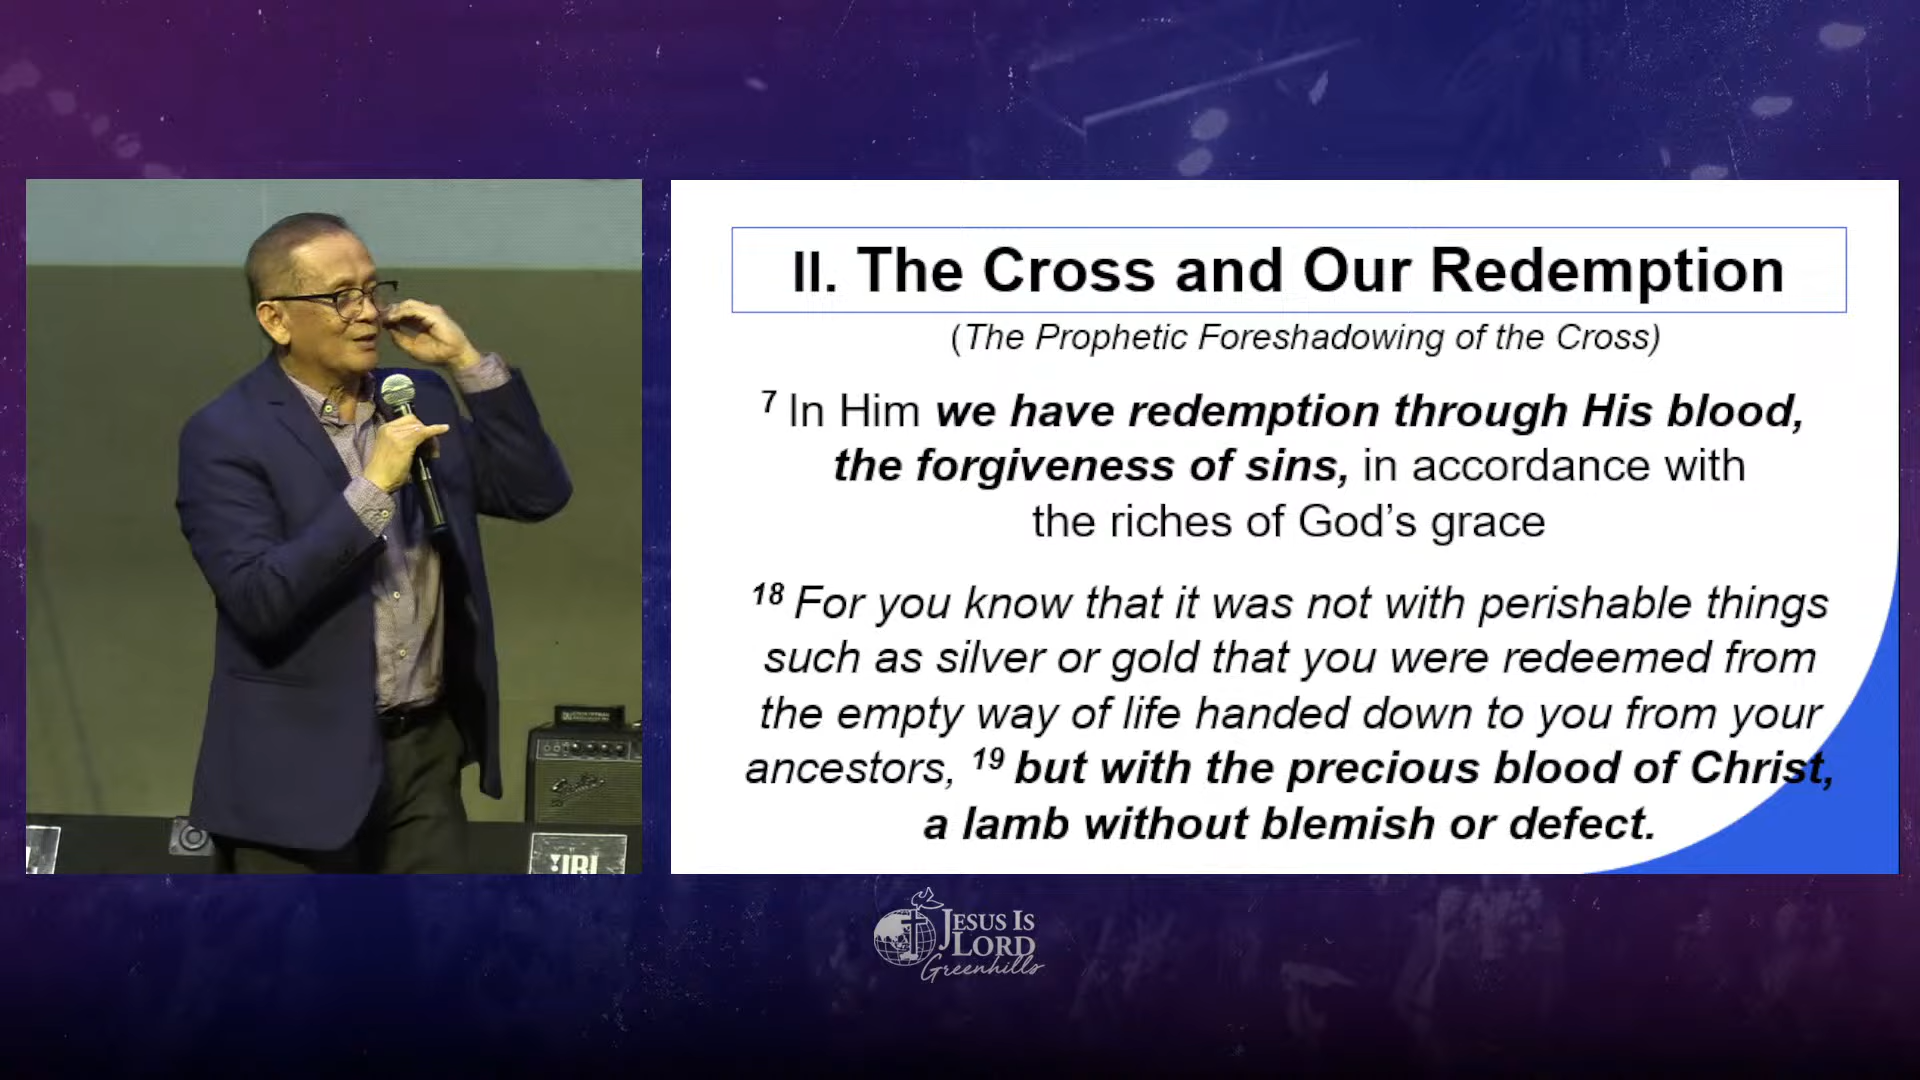 II. The Cross and Our Redemption
(The Prophetic Foreshadowing of the Cross)
7 In Him we have redemption through His blood,
the forgiveness of sins, in accordance with
the riches of God’s grace
18 For you know that it was not with perishable things
such as silver or gold that you were redeemed from
the empty way of life handed down to you from your
ancestors, 19 but with the precious blood of Christ,
a lamb without blemish or defect.
Fender
JBL
JESUS IS
LORD
Greenhills